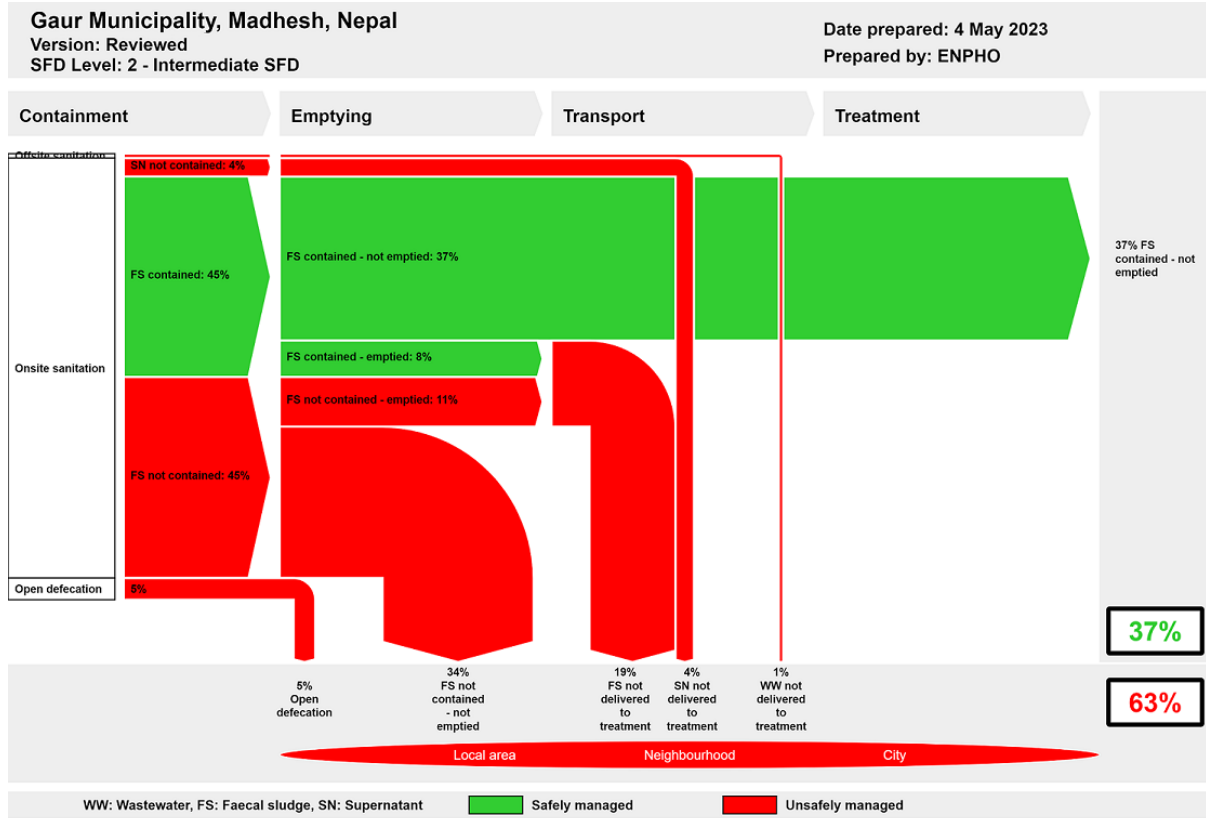 Gaur Municipality, Madhesh, Nepal
Version: Reviewed
SFD Level: 2 - Intermediate SFD
Date prepared: 4 May 2023
Prepared by: ENPHO
Containment
Emptying
Transport
Treatment
Offsite sanitation
SN not contained: 4%
FS contained: 45%
FS contained - not emptied: 37%
37% FS
contained - not
emptied
FS contained - emptied: 8%
Onsite sanitation
FS not contained - emptied: 11%
FS not contained: 45%
Open defecation
5%
37%
5%
Open
defecation
34%
FS not
contained
- not
emptied
19%
FS not
delivered
to
treatment
4%
SN not
delivered
to
treatment
1%
WW not
delivered
to
treatment
63%
Local area
Neighbourhood
City
WW: Wastewater, FS: Faecal sludge, SN: Supernatant
Safely managed
Unsafely managed